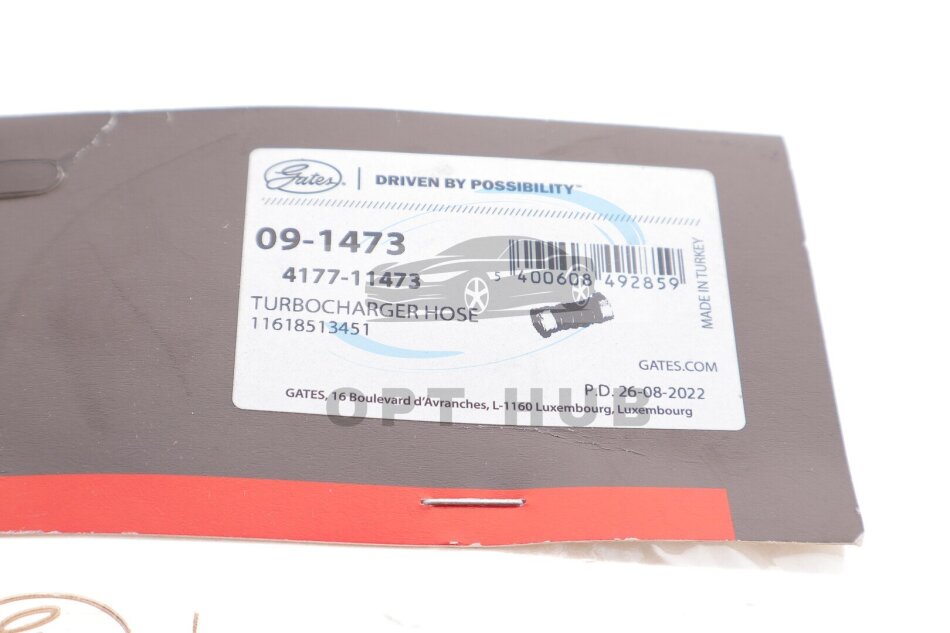 Gates. | DRIVEN BY POSSIBILITY™
09-1473
4177-11473
5 400608 492859
TURBOCHARGER HOSE
11618513451
MADE IN TURKEY
GATES.COM
P.D. 26-08-2022
GATES, 16 Boulevard d'Avranches, L-1160 Luxembourg, Luxembourg
OPT HUB